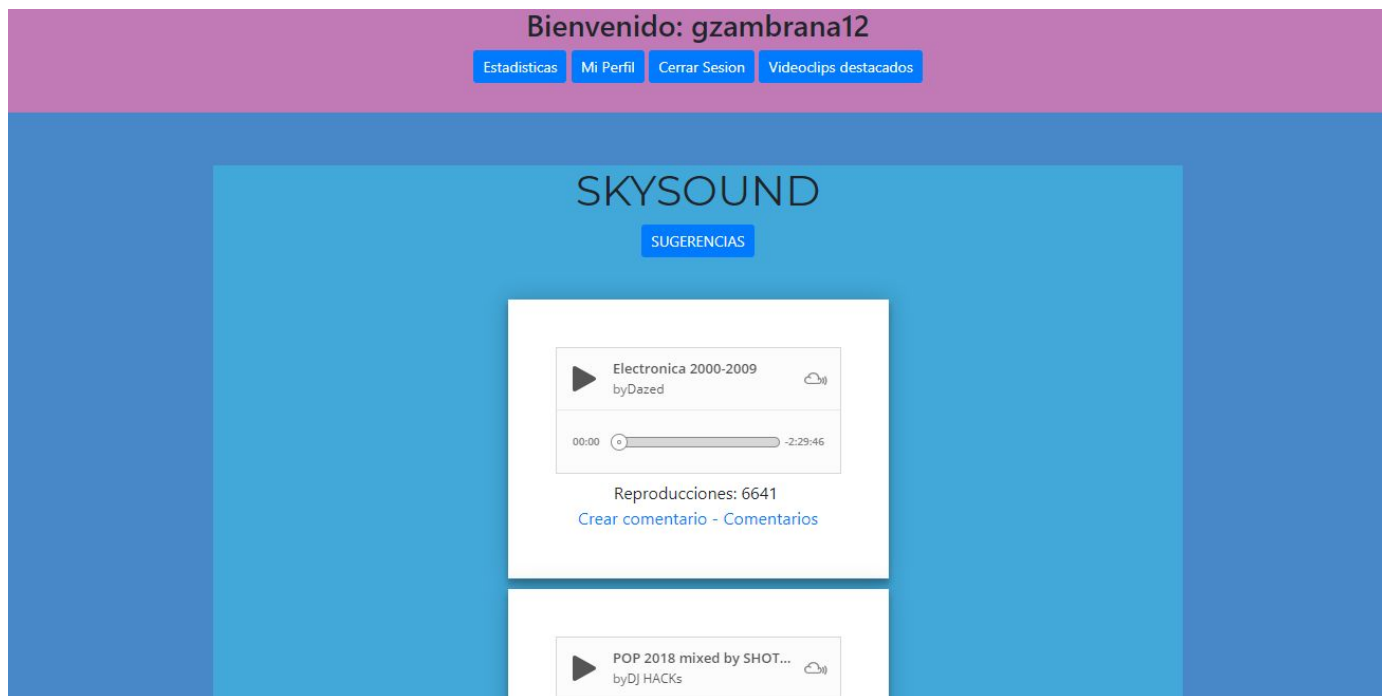 Bienvenido: gzambrana12
Estadisticas Mi Perfil Cerrar Sesion Videoclips destacados
SKYSOUND
SUGERENCIAS
Electronica 2000-2009
byDazed
00:00 -2:29:46
Reproducciones: 6641
Crear comentario - Comentarios
POP 2018 mixed by SHOT...
byDJ HACKs